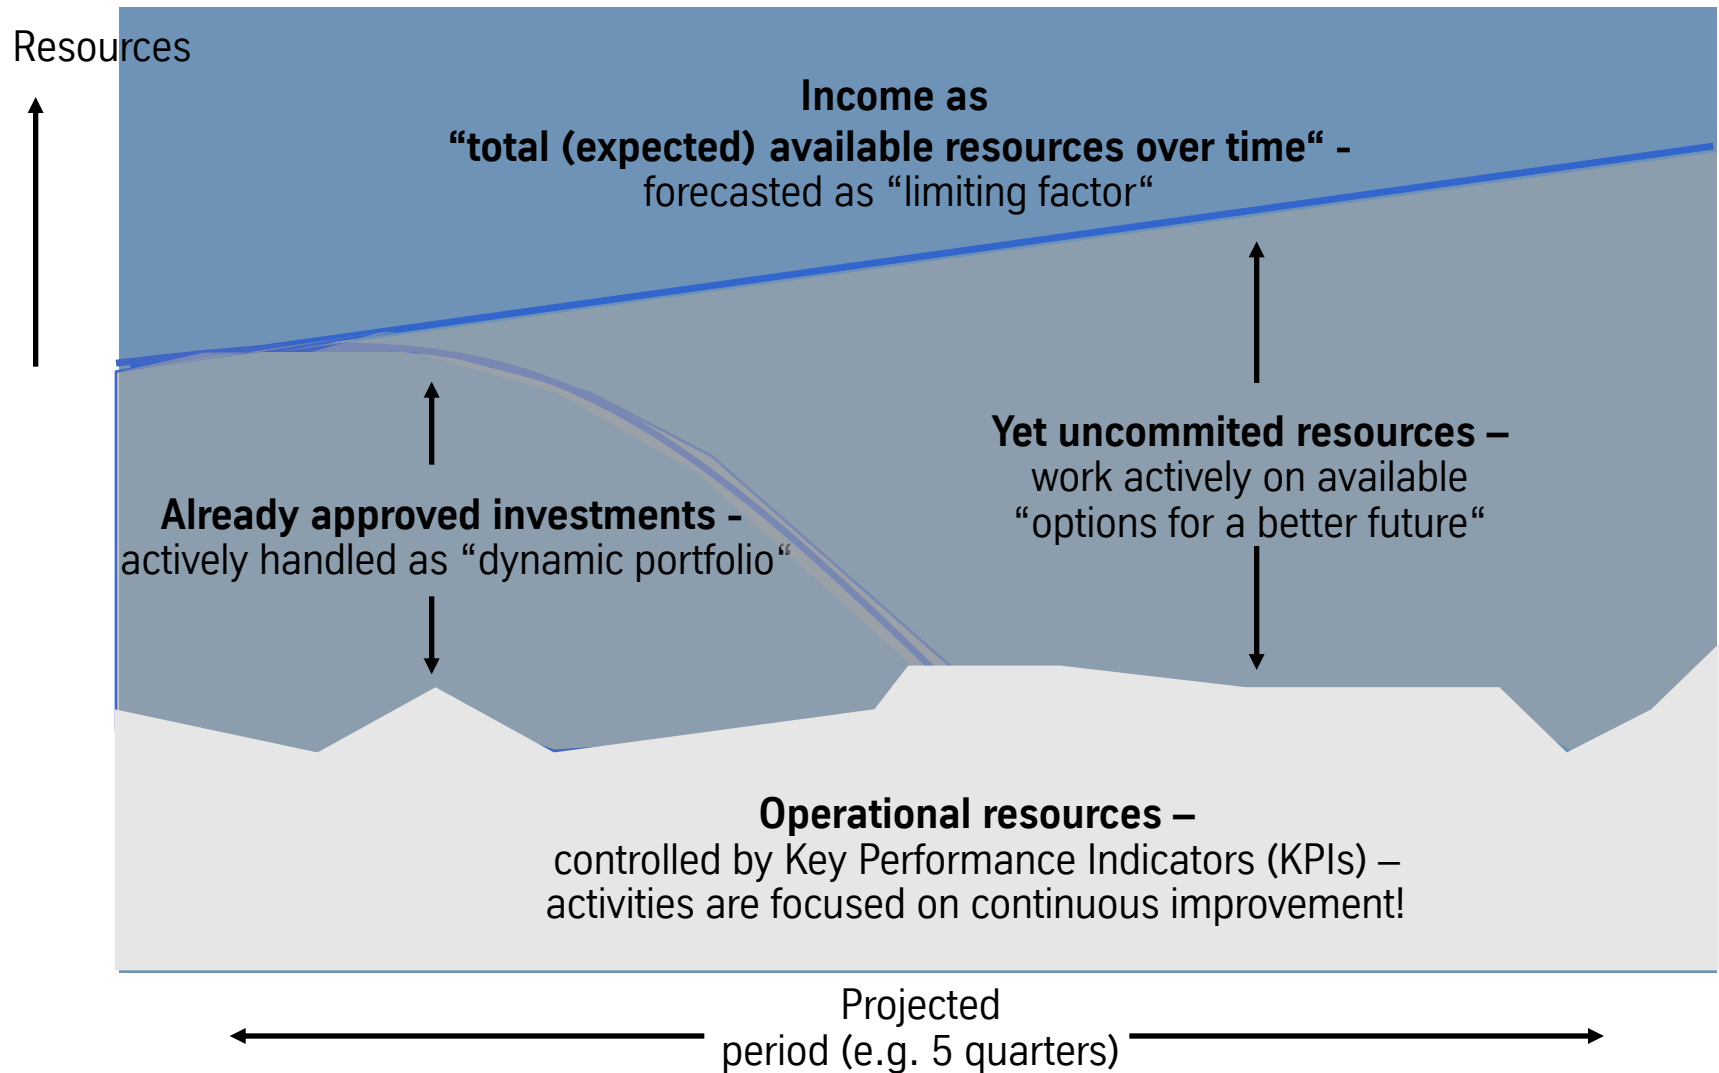 Resources
Income as
“total (expected) available resources over time“ -
forecasted as “limiting factor“
Yet uncommited resources –
work actively on available
“options for a better future“
Already approved investments -
actively handled as “dynamic portfolio“
Operational resources –
controlled by Key Performance Indicators (KPIs) –
activities are focused on continuous improvement!
Projected
period (e.g. 5 quarters)